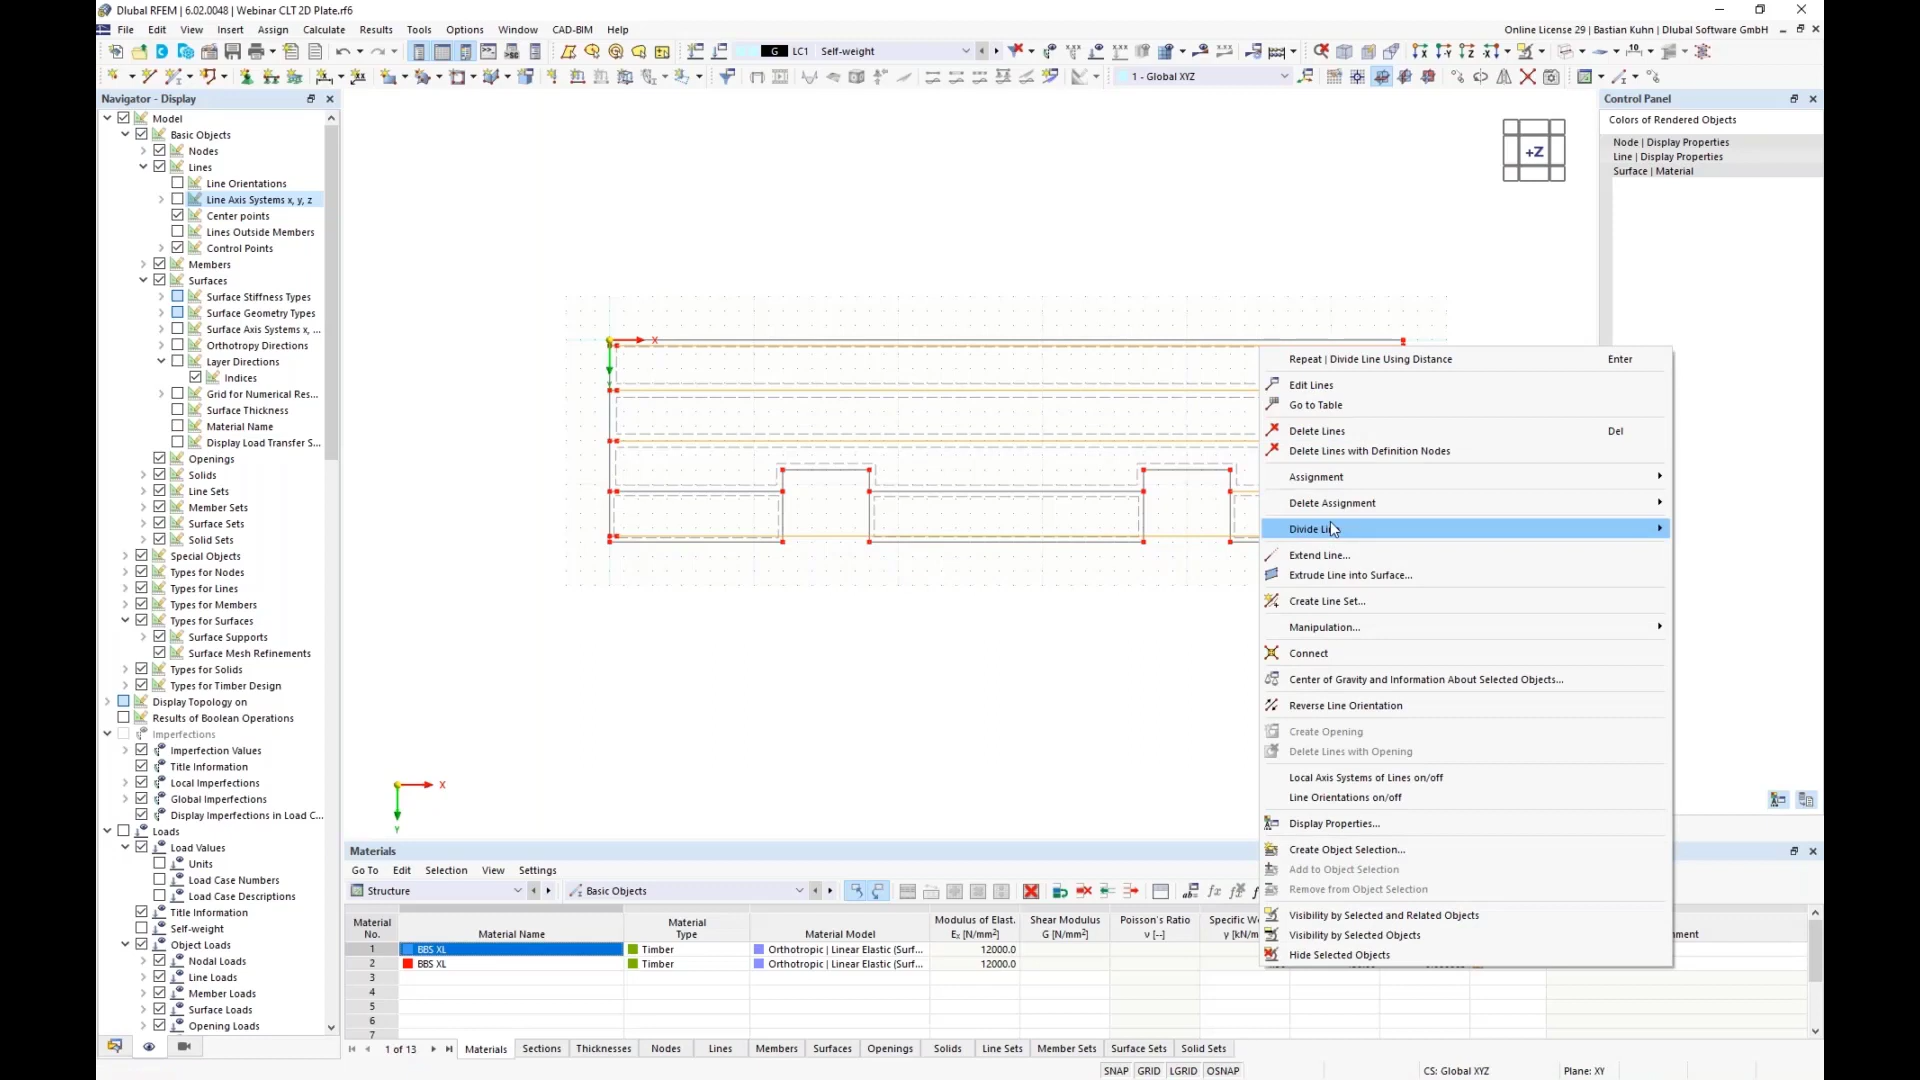 Dlubal RFEM | 6.02.0048 | Webinar CLT 2D Plate.rf6
File Edit View Insert Assign Calculate Results Tools Options Window CAD-BIM Help
Online License 29 | Bastian Kuhn | Dlubal Software GmbH
G LC1 Self-weight
1 - Global XYZ
Navigator - Display
Model
Basic Objects
Nodes
Lines
Line Orientations
Line Axis Systems x, y, z
Center points
Lines Outside Members
Control Points
Members
Surfaces
Surface Stiffness Types
Surface Geometry Types
Surface Axis Systems x, ...
Orthotropy Directions
Layer Directions
Indices
Grid for Numerical Res...
Surface Thickness
Material Name
Display Load Transfer S...
Openings
Solids
Line Sets
Member Sets
Surface Sets
Solid Sets
Special Objects
Types for Nodes
Types for Lines
Types for Members
Types for Surfaces
Surface Supports
Surface Mesh Refinements
Types for Solids
Types for Timber Design
Display Topology on
Results of Boolean Operations
Imperfections
Imperfection Values
Title Information
Local Imperfections
Global Imperfections
Display Imperfections in Load C...
Loads
Load Values
Units
Load Case Numbers
Load Case Descriptions
Title Information
Self-weight
Object Loads
Nodal Loads
Line Loads
Member Loads
Surface Loads
Opening Loads
X
X
Y
+Z
Control Panel
Colors of Rendered Objects
Node | Display Properties
Line | Display Properties
Surface | Material
Repeat | Divide Line Using Distance Enter
Edit Lines
Go to Table
Delete Lines Del
Delete Lines with Definition Nodes
Assignment
Delete Assignment
Extend Line...
Extrude Line into Surface...
Create Line Set...
Manipulation...
Connect
Center of Gravity and Information About Selected Objects...
Reverse Line Orientation
Create Opening
Delete Lines with Opening
Local Axis Systems of Lines on/off
Line Orientations on/off
Display Properties...
Create Object Selection...
Add to Object Selection
Remove from Object Selection
Visibility by Selected and Related Objects
Visibility by Selected Objects
Hide Selected Objects
Materials
Go To Edit Selection View Settings
Structure Basic Objects
Material No. Material Name Material Type Material Model Modulus of Elast. Ex [N/mm²] Shear Modulus G [N/mm²] Poisson's Ratio ν [--]
1 BBS XL Timber Orthotropic | Linear Elastic (Surf... 12000.0
2 BBS XL Timber Orthotropic | Linear Elastic (Surf... 12000.0
3
4
5
6
7
1 of 13 Materials Sections Thicknesses Nodes Lines Members Surfaces Openings Solids Line Sets Member Sets Surface Sets Solid Sets
SNAP GRID LGRID OSNAP CS: Global XYZ Plane: XY